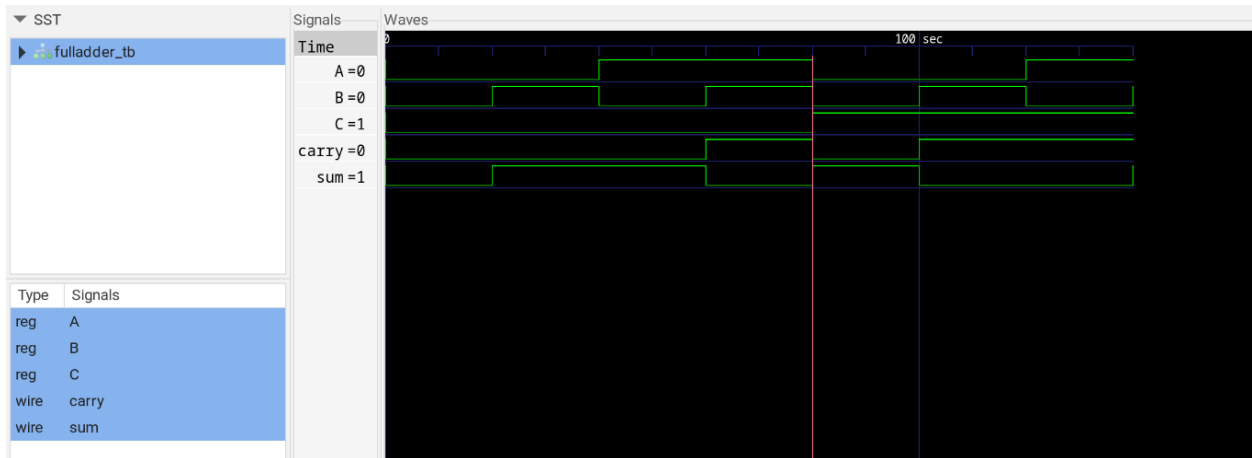 SST
fulladder_tb
Type Signals
reg A
reg B
reg C
wire carry
wire sum
Signals
Time
A =0
B =0
C =1
carry =0
sum =1
Waves
0
100 sec